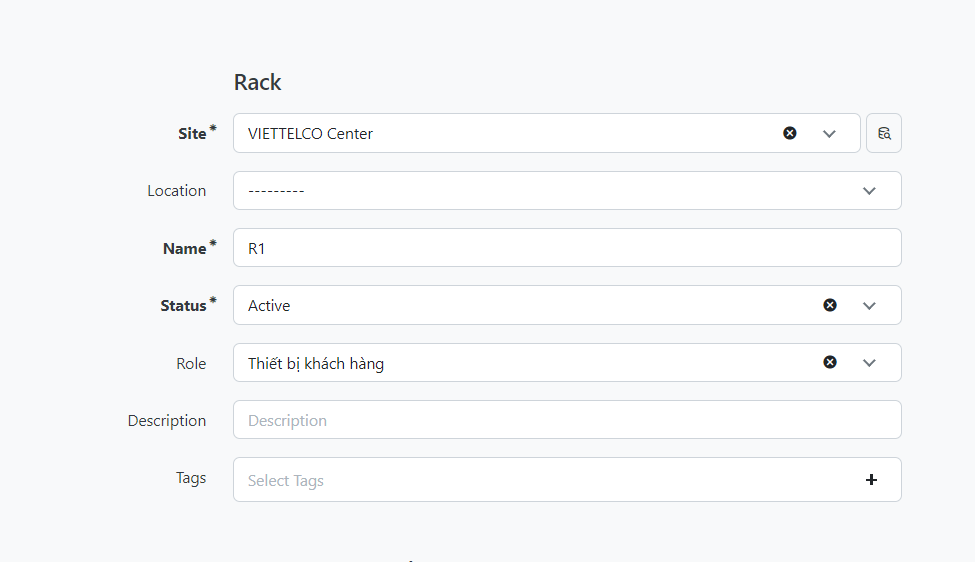 Rack
Site* VIETTELCO Center
Location ---------
Name* R1
Status* Active
Role Thiết bị khách hàng
Description Description
Tags Select Tags +